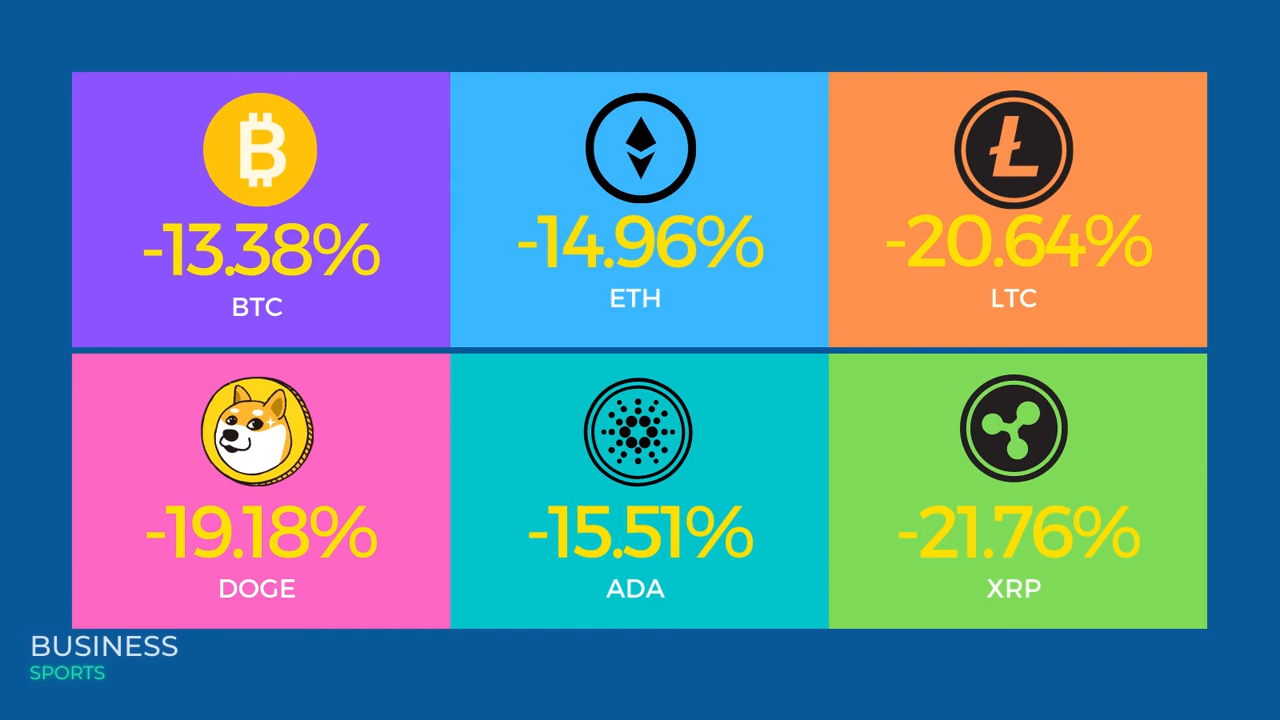 -13.38%
BTC
-14.96%
ETH
-20.64%
LTC
-19.18%
DOGE
-15.51%
ADA
-21.76%
XRP
BUSINESS
SPORTS